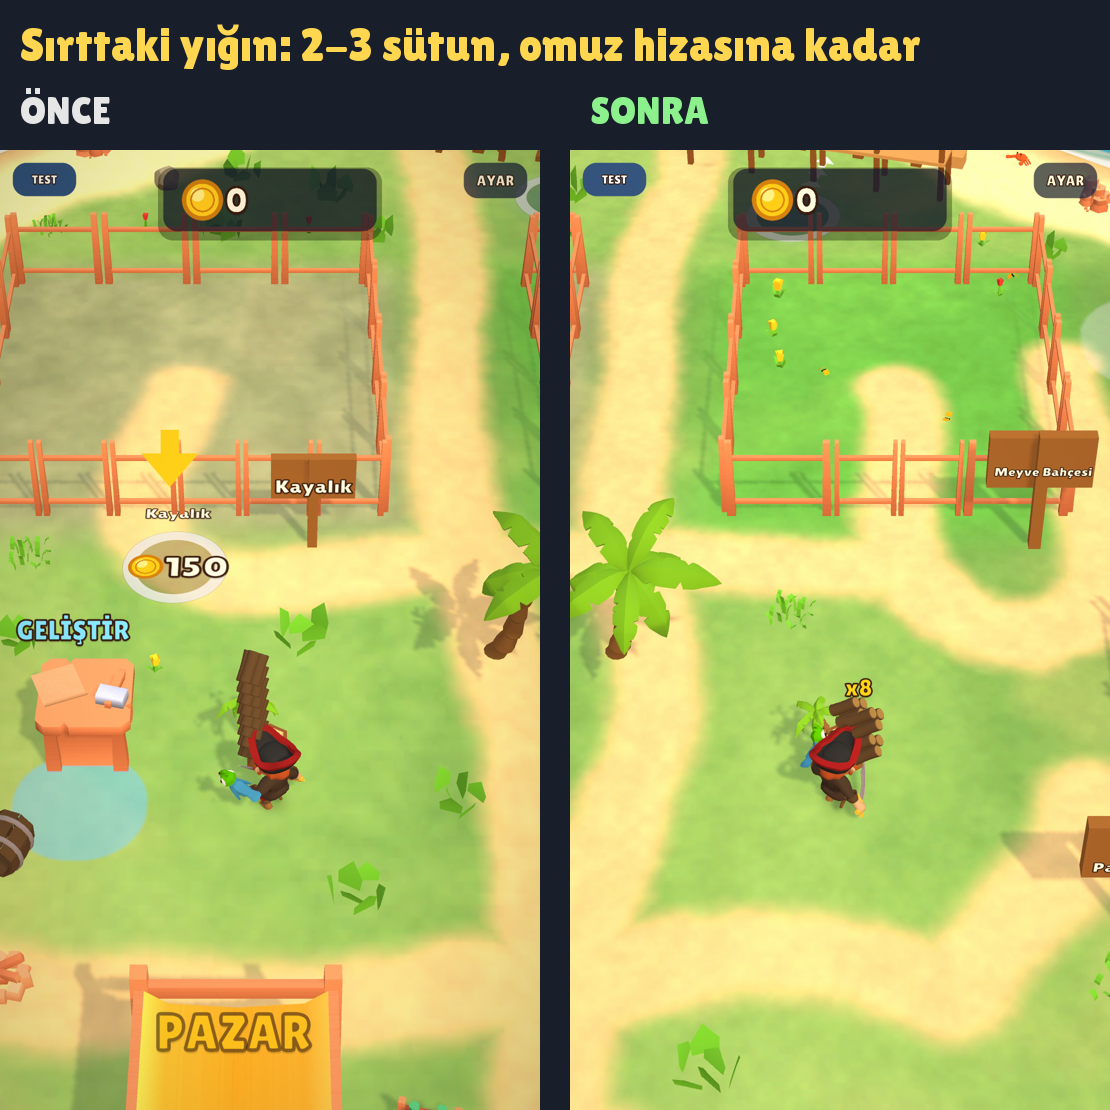 Sırttaki yığın: 2–3 sütun, omuz hizasına kadar
ÖNCE
SONRA
TEST
0
AYAR
Kayalık
Kayalık
150
GELİŞTİR
PAZAR
TEST
0
AYAR
Meyve Bahçesi
x8